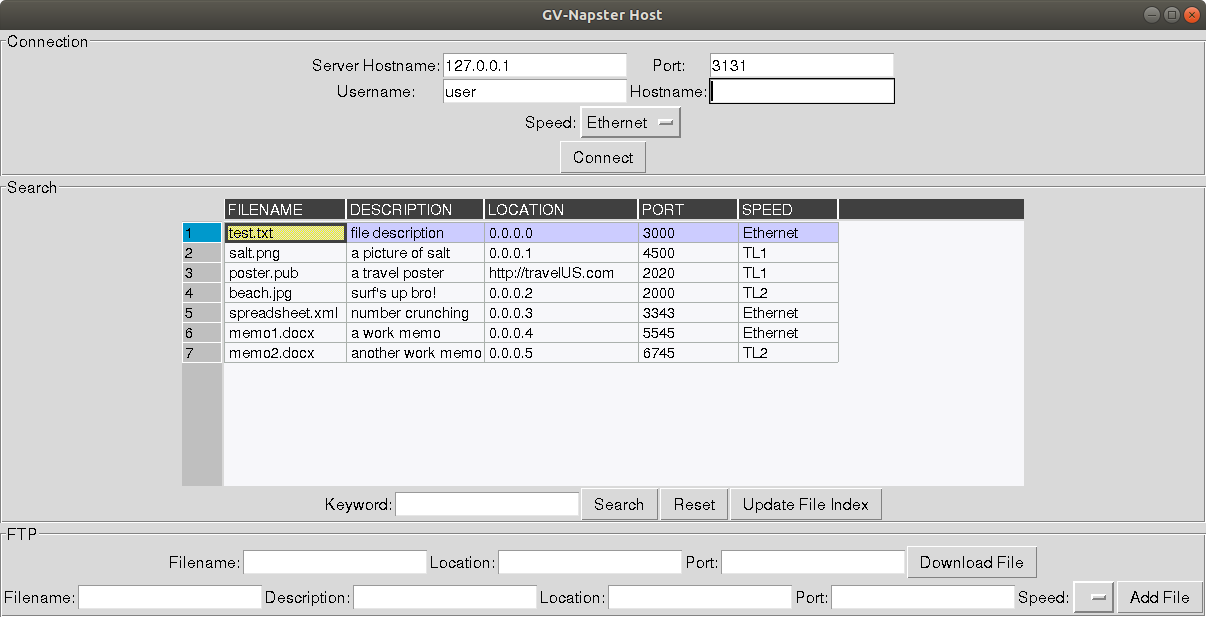 GV-Napster Host
Connection
Server Hostname: 127.0.0.1 Port: 3131
Username: user Hostname:
Speed: Ethernet
Connect
Search
FILENAME DESCRIPTION LOCATION PORT SPEED
1 test.txt file description 0.0.0.0 3000 Ethernet
2 salt.png a picture of salt 0.0.0.1 4500 TL1
3 poster.pub a travel poster http://travelUS.com 2020 TL1
4 beach.jpg surf's up bro! 0.0.0.2 2000 TL2
5 spreadsheet.xml number crunching 0.0.0.3 3343 Ethernet
6 memo1.docx a work memo 0.0.0.4 5545 Ethernet
7 memo2.docx another work memo 0.0.0.5 6745 TL2
Keyword: Search Reset Update File Index
FTP
Filename: Location: Port: Download File
Filename: Description: Location: Port: Speed: Add File